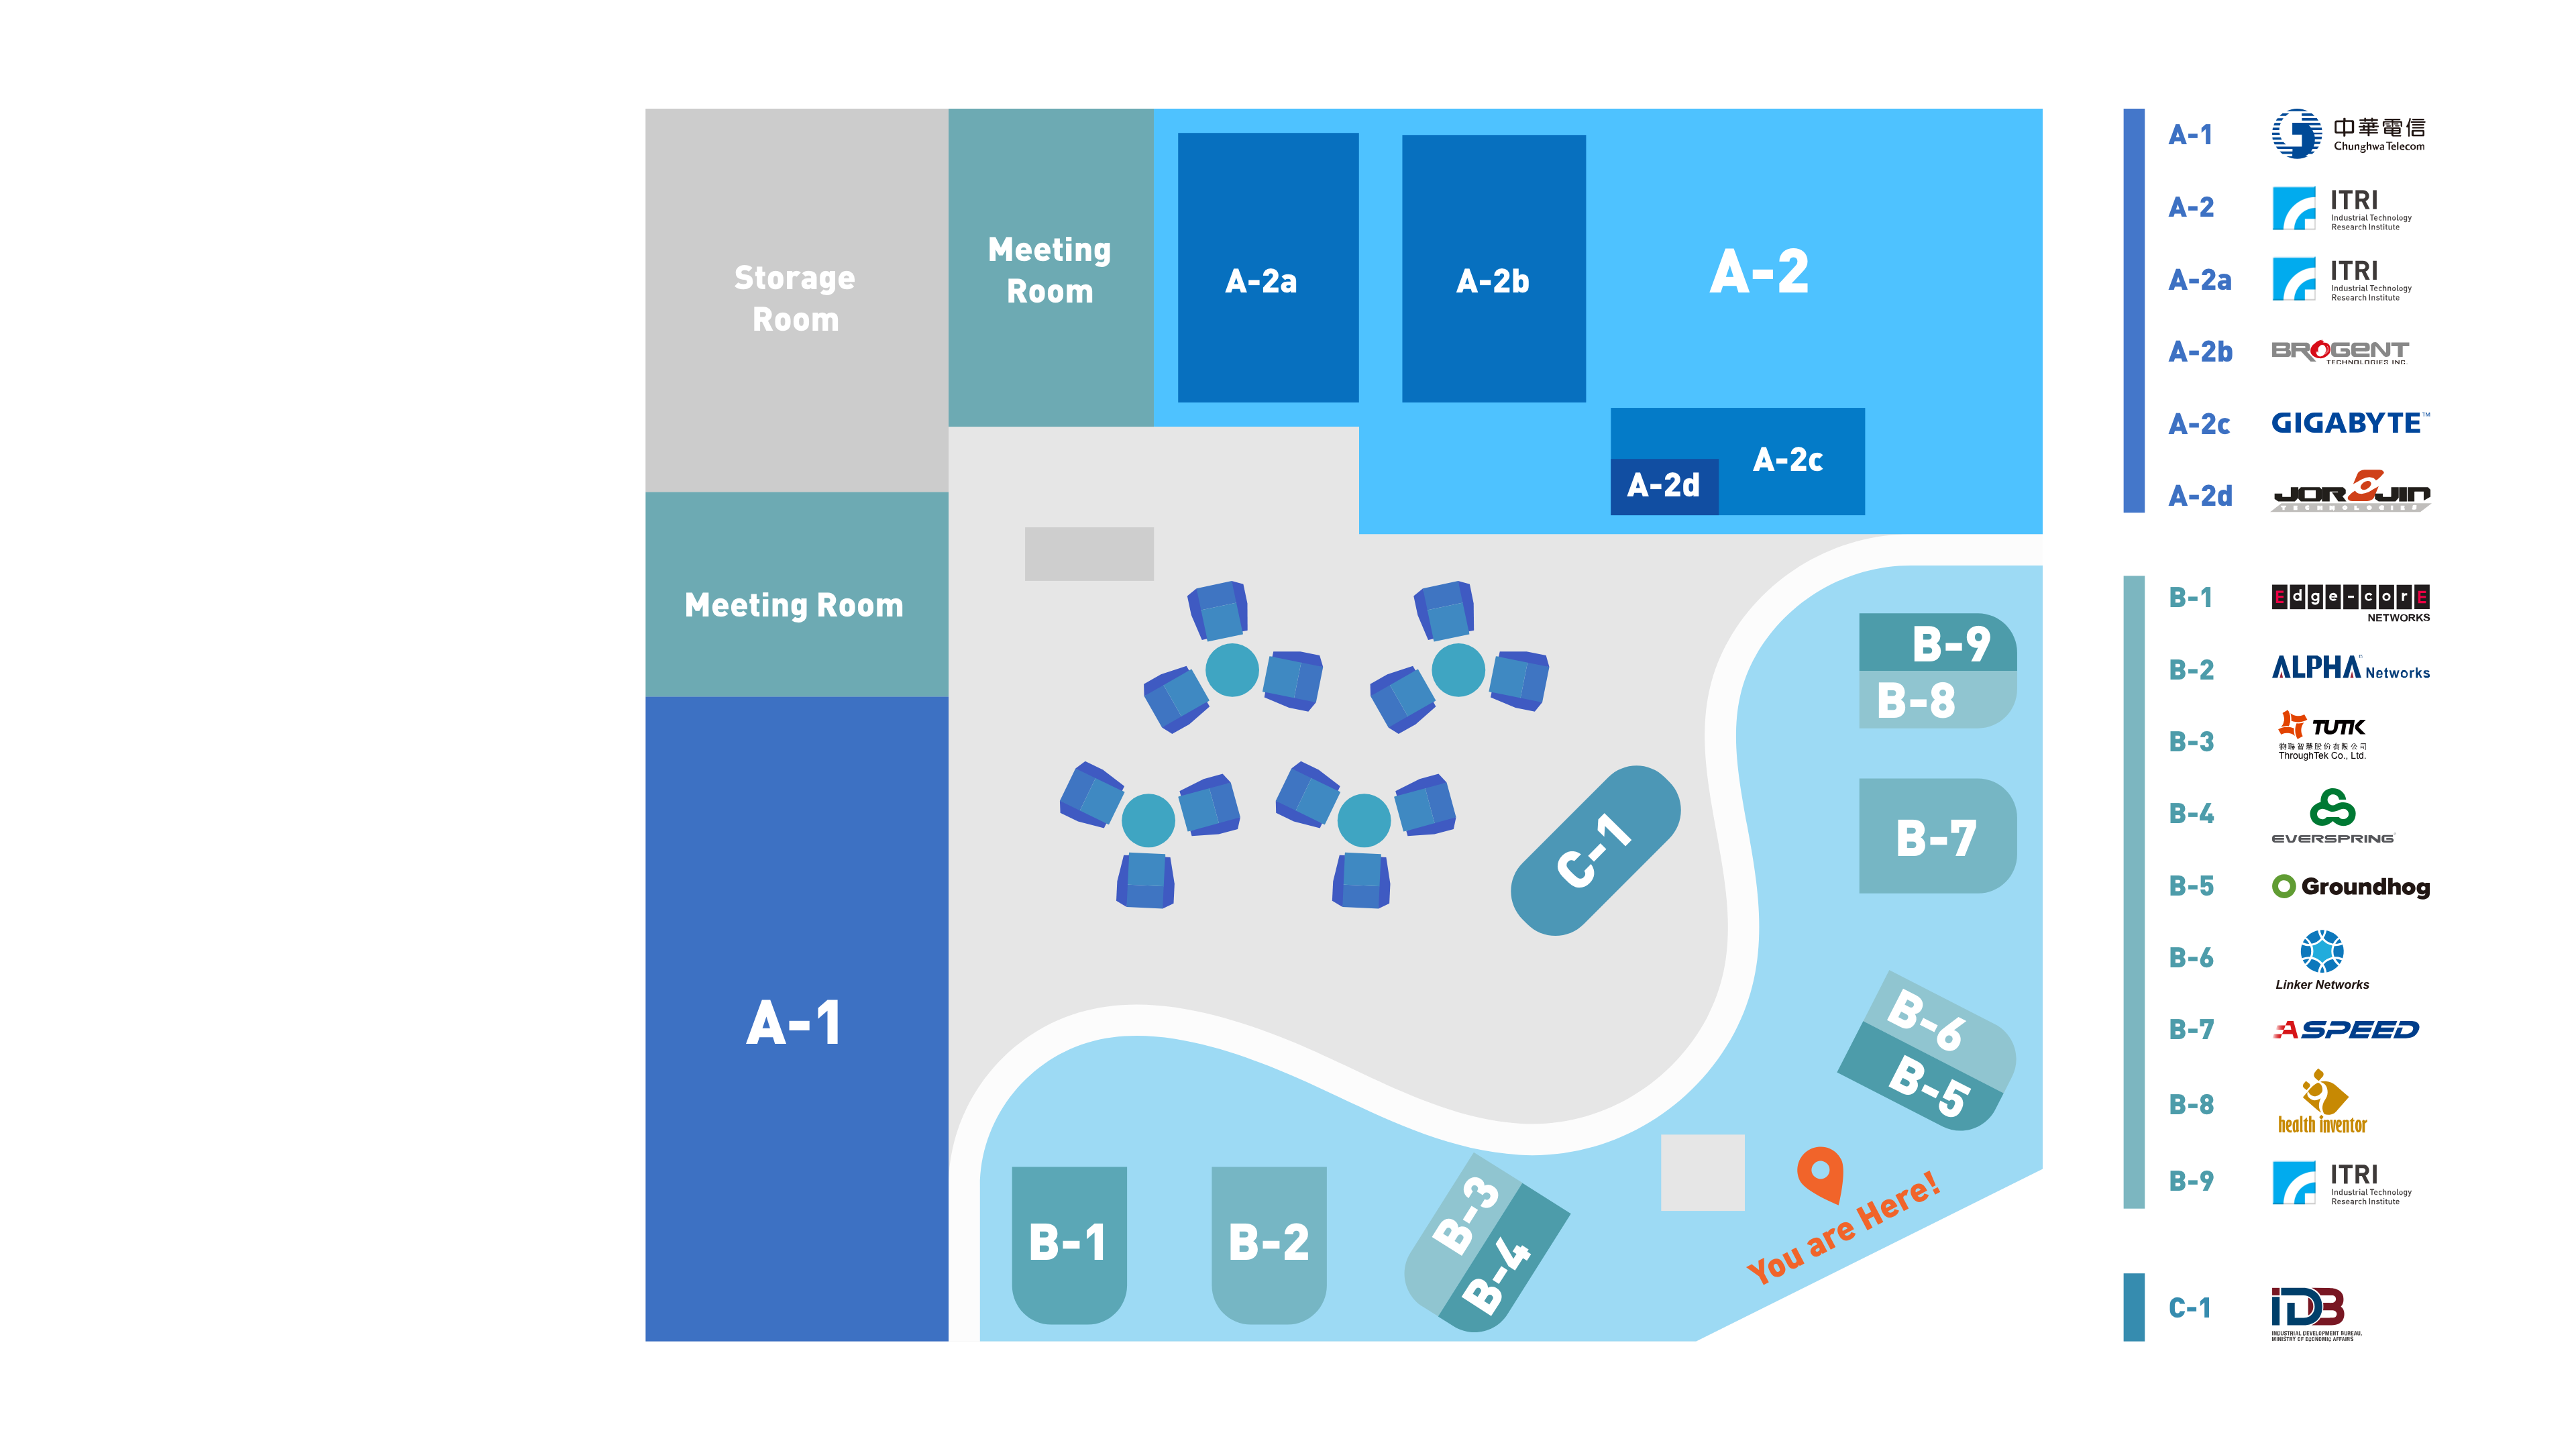 Storage
Room
Meeting
Room
A-2a
A-2b
A-2
A-2c
A-2d
Meeting Room
A-1
C-1
B-9
B-8
B-7
B-6
B-5
B-1
B-2
B-3
B-4
You are Here!
A-1
中華電信
Chunghwa Telecom
A-2
ITRI
Industrial Technology
Research Institute
A-2a
ITRI
Industrial Technology
Research Institute
A-2b
BROGENT
TECHNOLOGIES INC.
A-2c
GIGABYTE™
A-2d
JORJIN
TECHNOLOGIES
B-1
Edge-corE
NETWORKS
B-2
ALPHA Networks
B-3
TUTK
物聯智慧股份有限公司
ThroughTek Co., Ltd.
B-4
EVERSPRING
B-5
Groundhog
B-6
Linker Networks
B-7
ASPEED
B-8
health inventor
B-9
ITRI
Industrial Technology
Research Institute
C-1
IDB
INDUSTRIAL DEVELOPMENT BUREAU,
MINISTRY OF ECONOMIC AFFAIRS